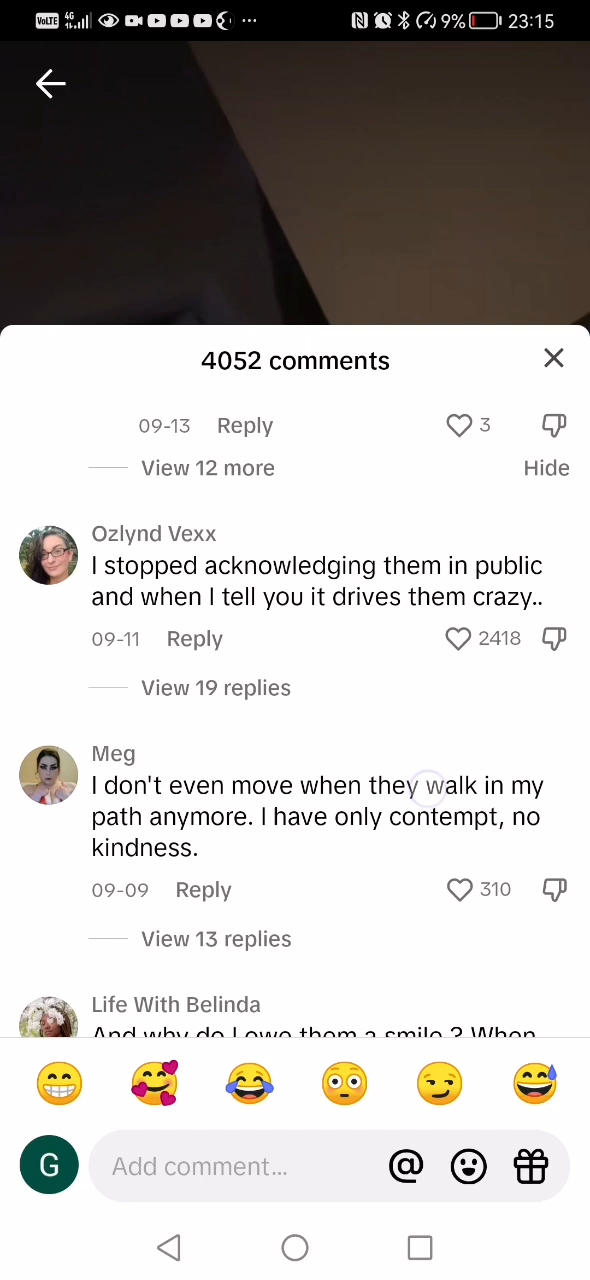 VoLTE 4G 9% 23:15
4052 comments
09-13 Reply 3
View 12 more Hide
Ozlynd Vexx
I stopped acknowledging them in public
and when I tell you it drives them crazy..
09-11 Reply 2418
View 19 replies
Meg
I don't even move when they walk in my
path anymore. I have only contempt, no
kindness.
09-09 Reply 310
View 13 replies
Life With Belinda
And why do I owe them a smile ? When
G Add comment... @